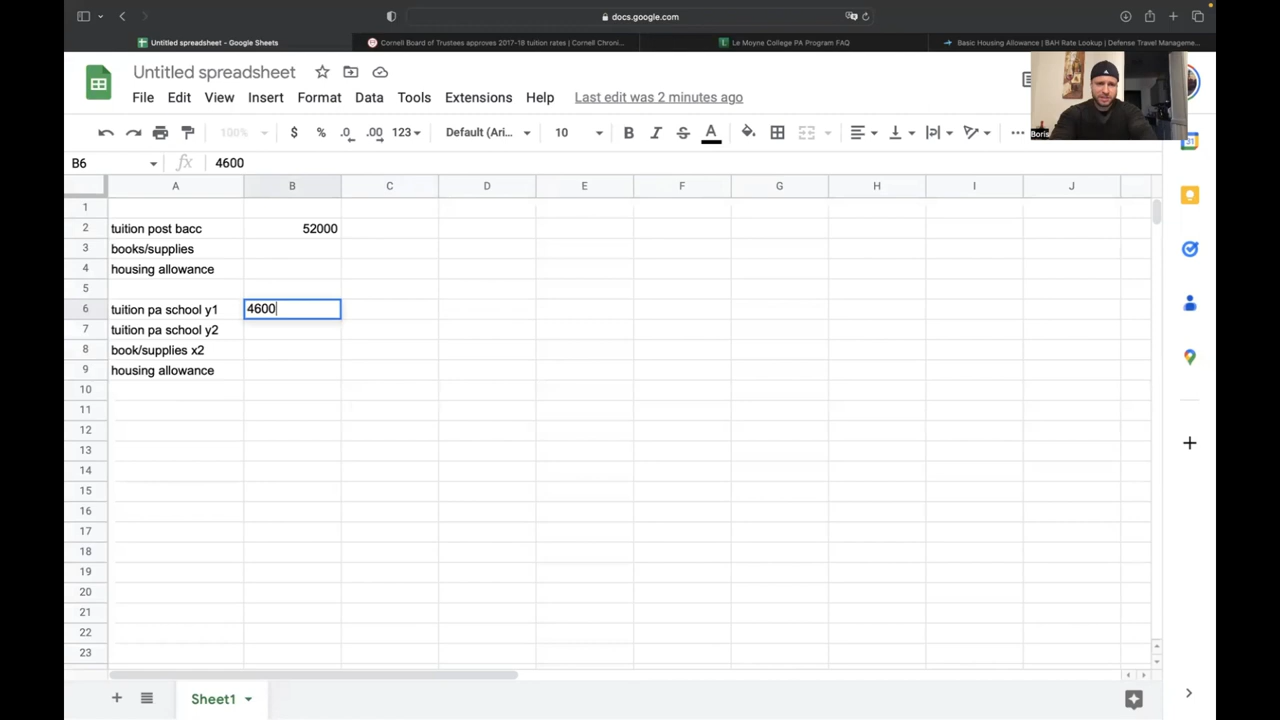 docs.google.com
Untitled spreadsheet - Google Sheets
Cornell Board of Trustees approves 2017-18 tuition rates | Cornell Chroni...
Le Moyne College PA Program FAQ
Basic Housing Allowance | BAH Rate Lookup | Defense Travel Manageme...
Untitled spreadsheet
File Edit View Insert Format Data Tools Extensions Help Last edit was 2 minutes ago
100% $ % .0 .00 123 Default (Ari... 10 B I S A
Boris
31
B6 fx 4600
A B C D E F G H I J
1
2 tuition post bacc 52000
3 books/supplies
4 housing allowance
5
6 tuition pa school y1 4600
7 tuition pa school y2
8 book/supplies x2
9 housing allowance
10
11
12
13
14
15
16
17
18
19
20
21
22
23
Sheet1